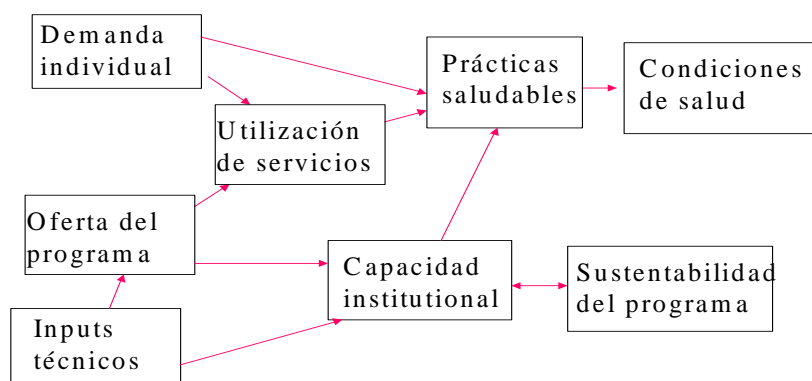 Demanda
individual
Prácticas
saludables
Condiciones
de salud
Utilización
de servicios
Oferta del
programa
Capacidad
institutional
Sustentabilidad
del programa
Inputs
técnicos